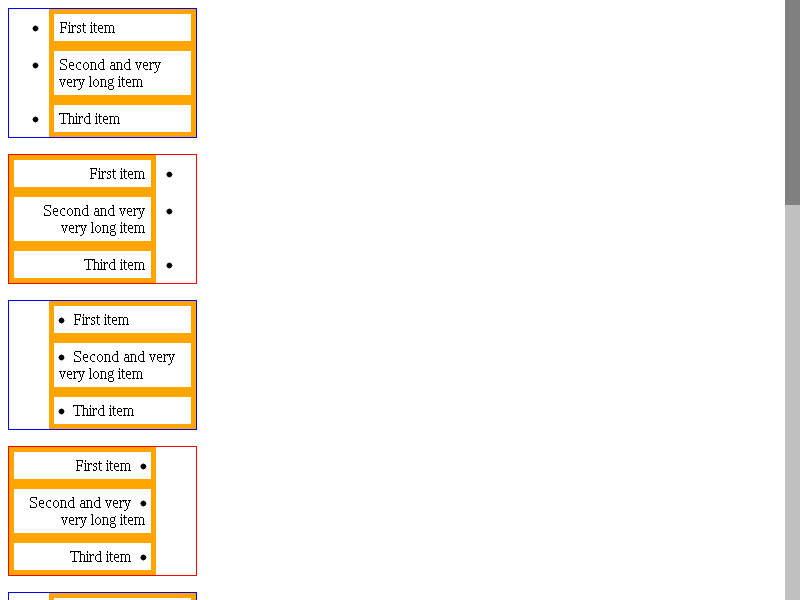 • First item
• Second and very
very long item
• Third item
First item •
Second and very •
very long item
Third item •
• First item
• Second and very
very long item
• Third item
First item •
Second and very •
very long item
Third item •